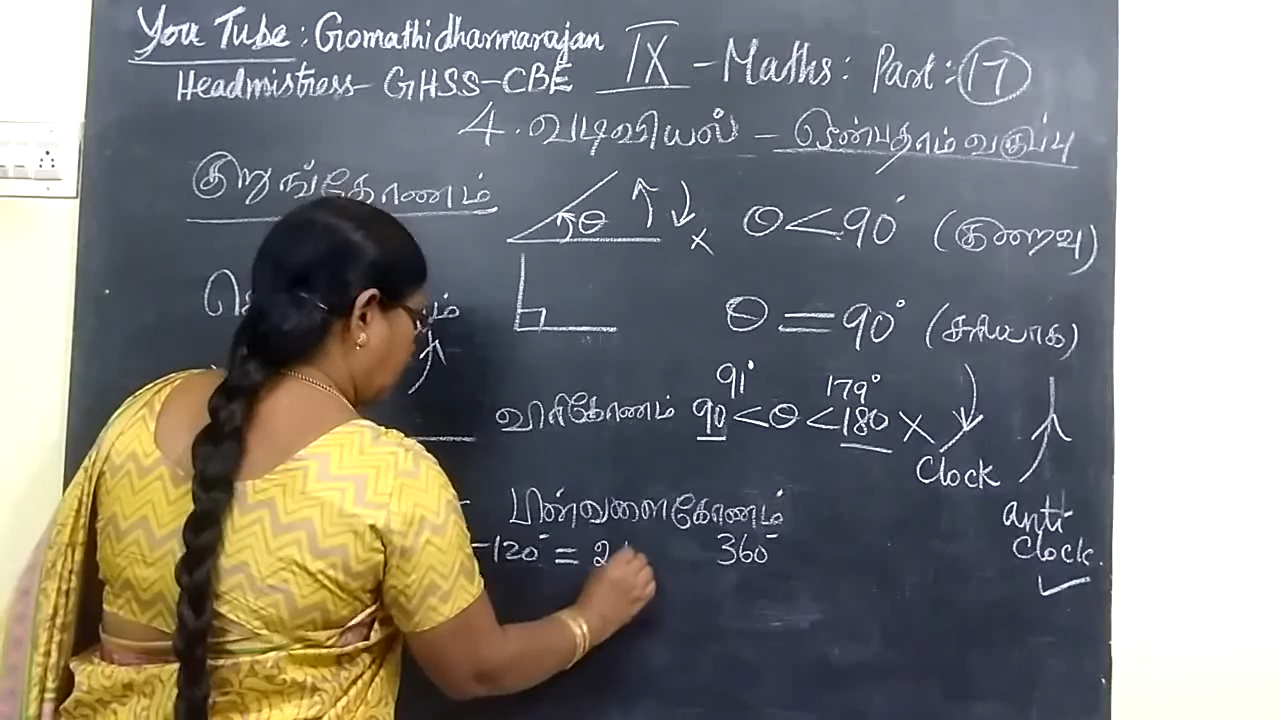 You Tube: Gomathidharmarajan
Headmistress- GHSS-CBE
IX - Maths: Part: 17
4. வடிவியல் - ஒன்பதாம் வகுப்பு
குறுங்கோணம் θ × θ<90° (குறைவு)
θ = 90° (சரியாக)
91° 179°
விரிகோணம் 90<θ<180 ×
Clock
பின்வளைகோணம்
anti-
Clock.
-120° = 2 360°